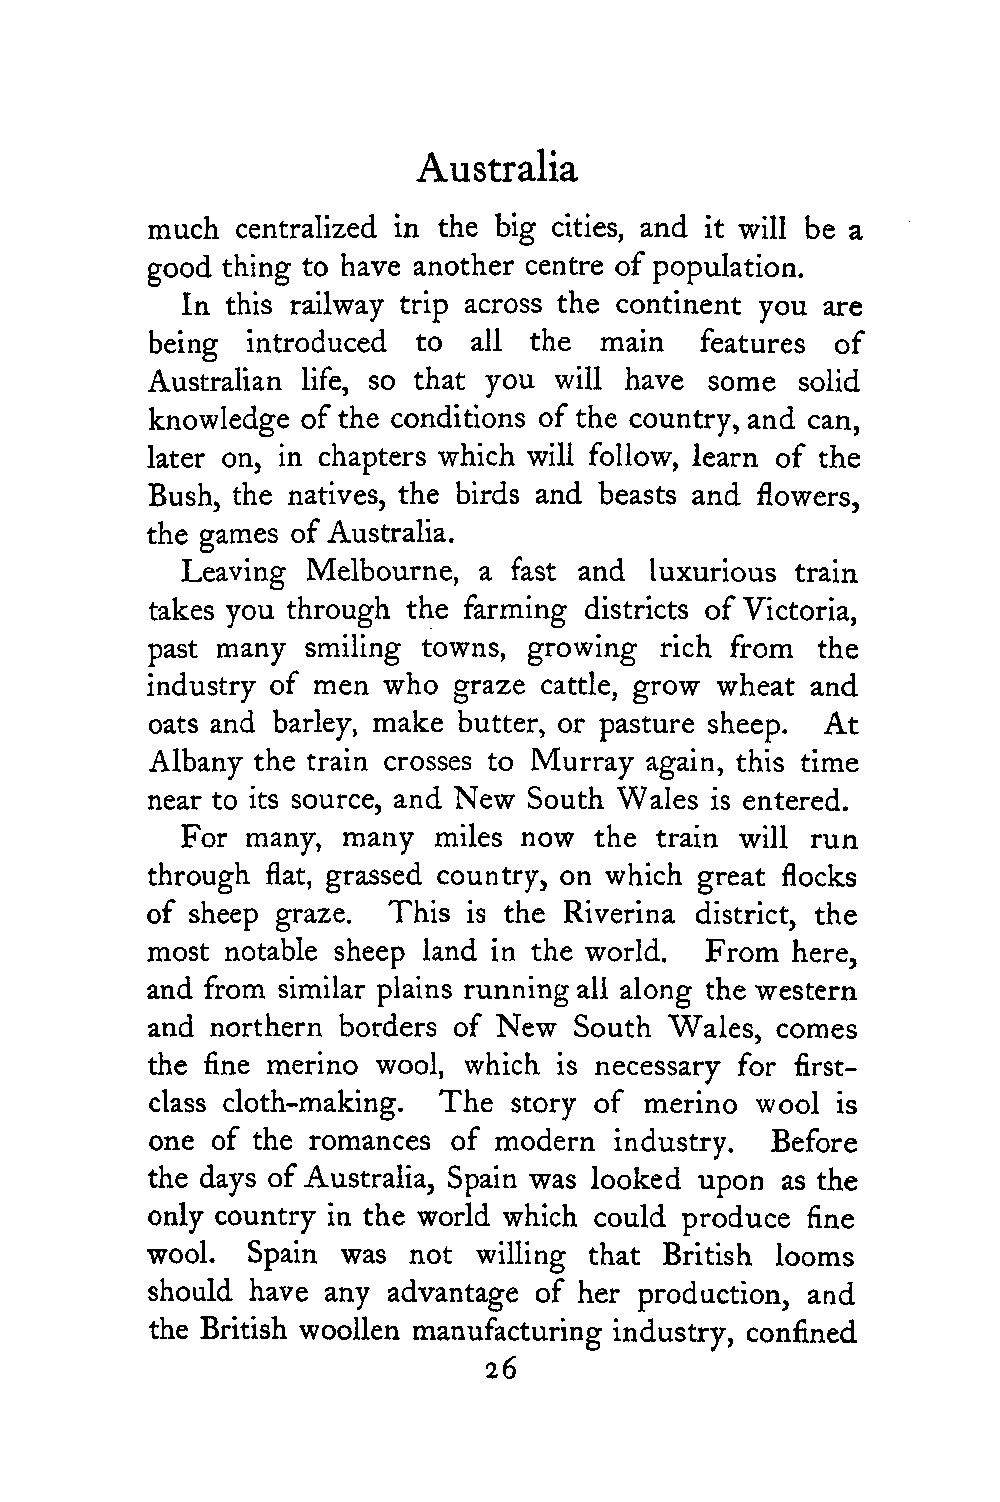 Australia
much centralized in the big cities, and it will be a
good thing to have another centre of population.
In this railway trip across the continent you are
being introduced to all the main features of
Australian life, so that you will have some solid
knowledge of the conditions of the country, and can,
later on, in chapters which will follow, learn of the
Bush, the natives, the birds and beasts and flowers,
the games of Australia.
Leaving Melbourne, a fast and luxurious train
takes you through the farming districts of Victoria,
past many smiling towns, growing rich from the
industry of men who graze cattle, grow wheat and
oats and barley, make butter, or pasture sheep. At
Albany the train crosses to Murray again, this time
near to its source, and New South Wales is entered.
For many, many miles now the train will run
through flat, grassed country, on which great flocks
of sheep graze. This is the Riverina district, the
most notable sheep land in the world. From here,
and from similar plains running all along the western
and northern borders of New South Wales, comes
the fine merino wool, which is necessary for first-
class cloth-making. The story of merino wool is
one of the romances of modern industry. Before
the days of Australia, Spain was looked upon as the
only country in the world which could produce fine
wool. Spain was not willing that British looms
should have any advantage of her production, and
the British woollen manufacturing industry, confined
26